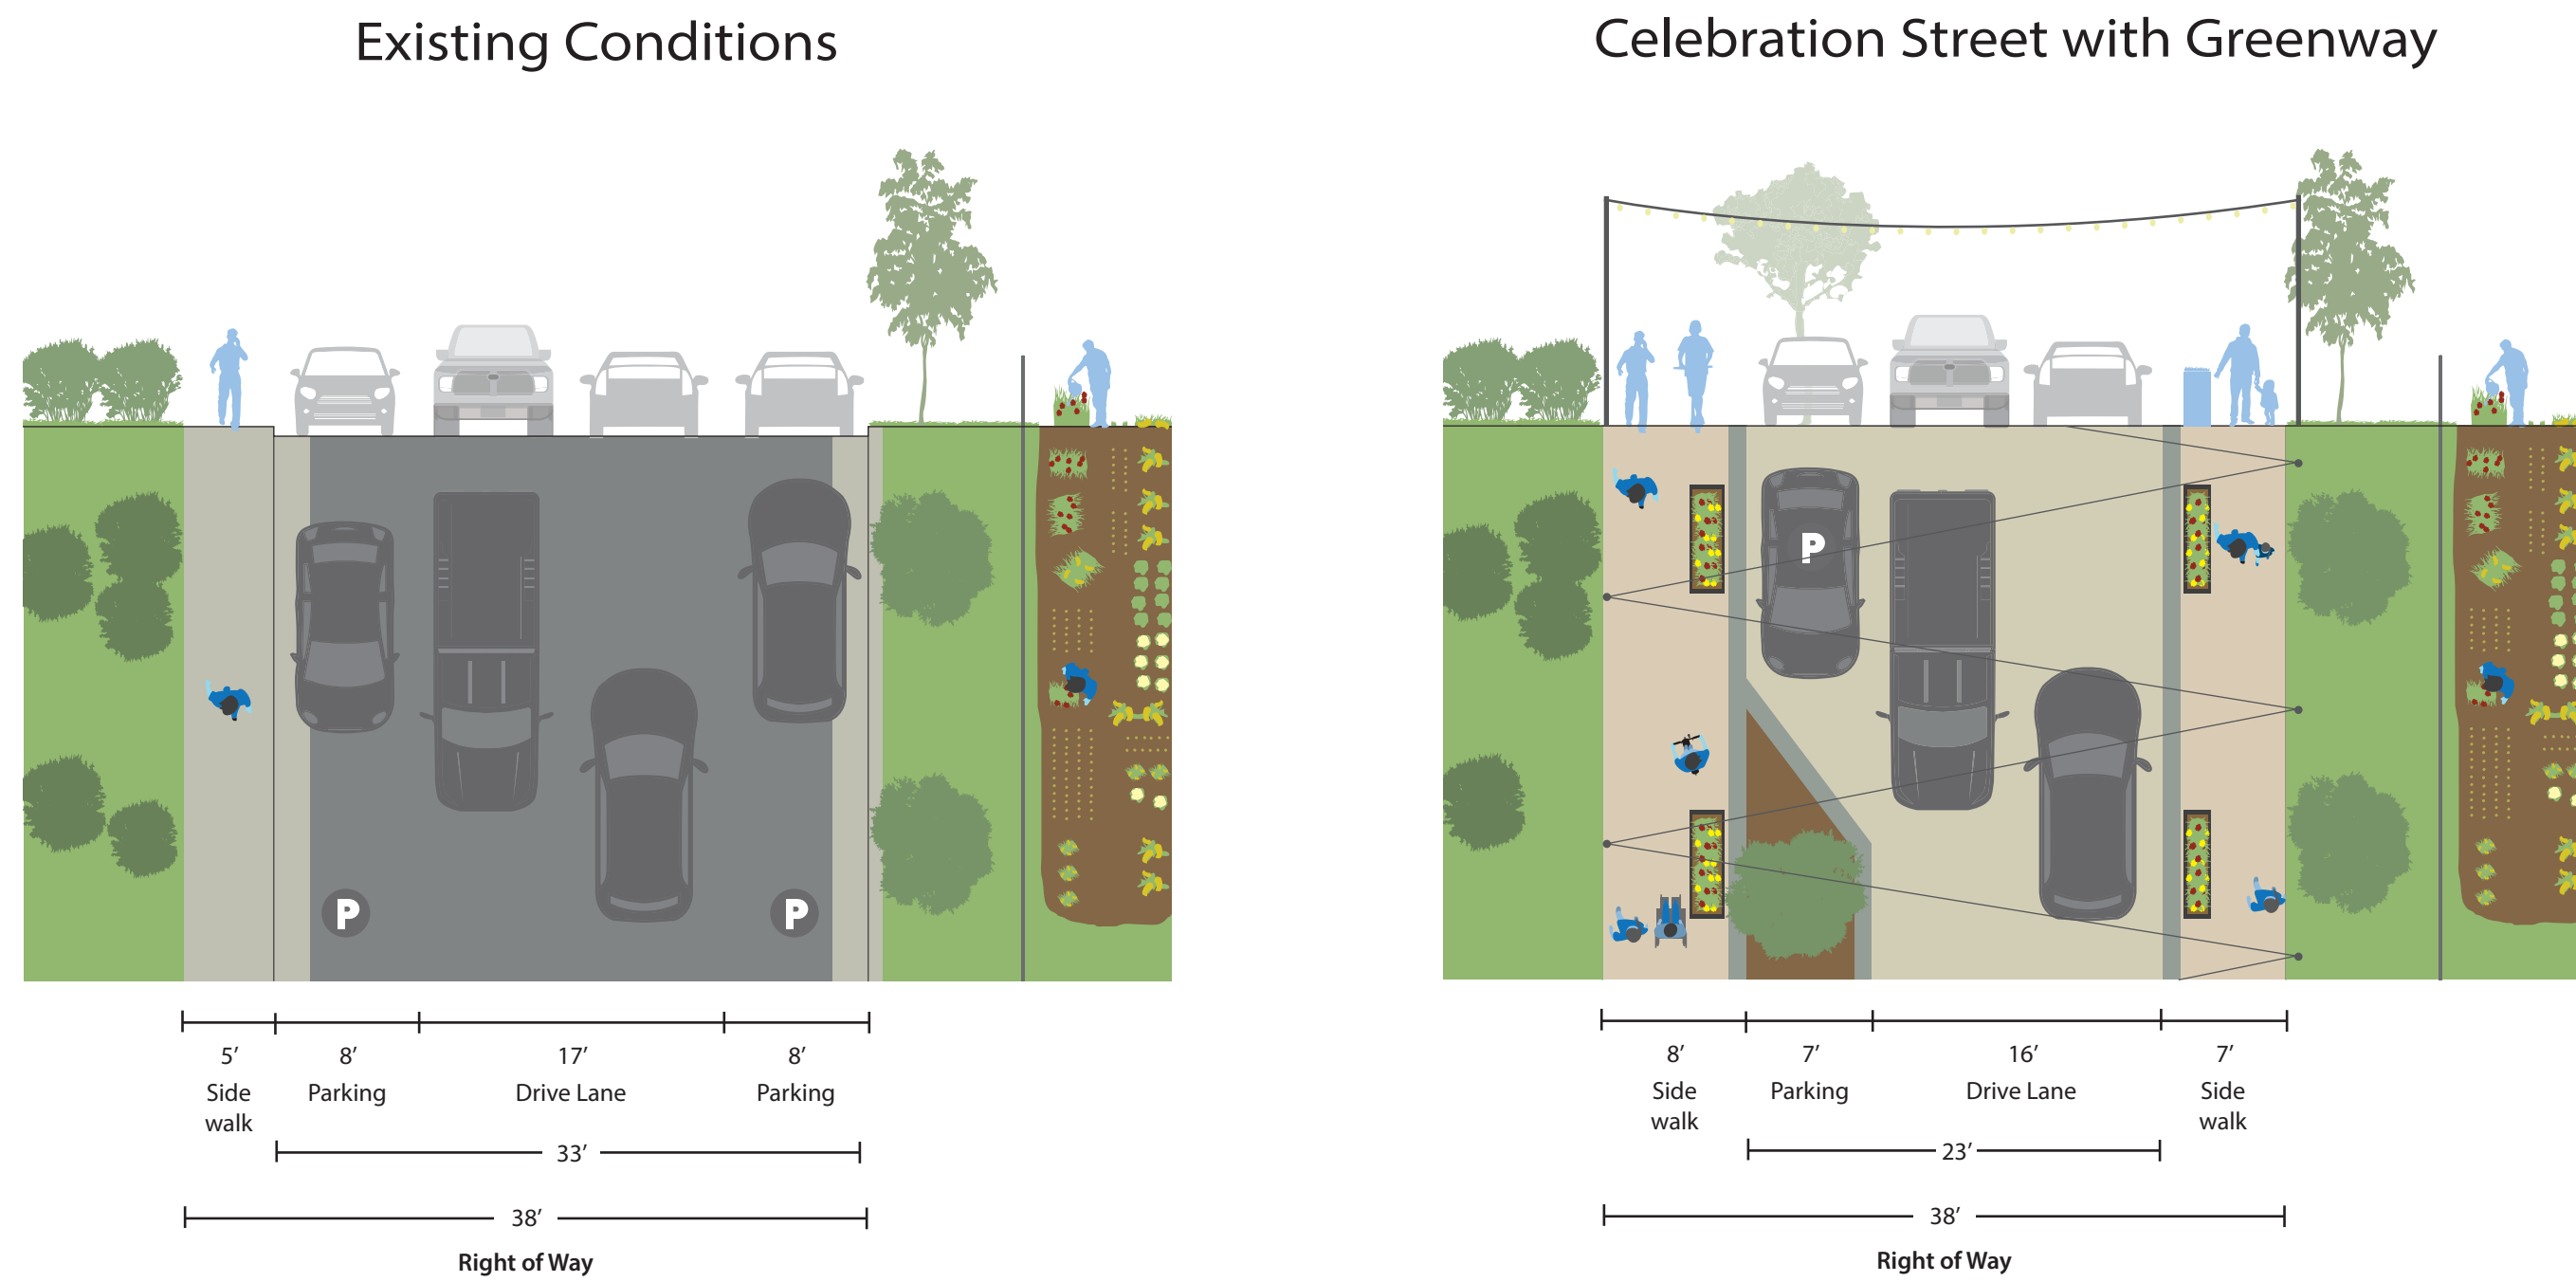 Existing Conditions
P
P
5’ 8’ 17’ 8’
Side Parking Drive Lane Parking
walk
33’
38’
Right of Way
Celebration Street with Greenway
P
8’ 7’ 16’ 7’
Side Parking Drive Lane Side
walk walk
23’
38’
Right of Way